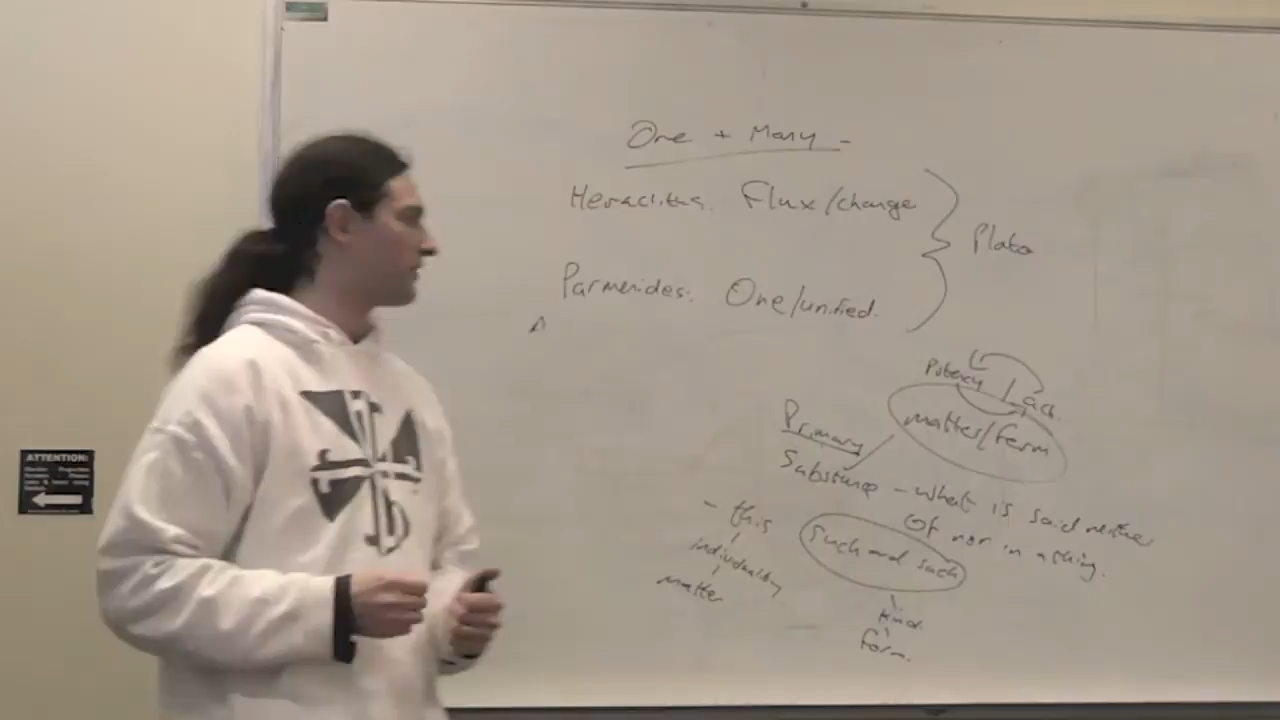 One + Many -
Heraclitus. Flux/change
Plato
Parmenides: One/unified.
Potency Act.
matter/form
Primary
Substance - what is said neither
of nor in a thing.
- this such and such
individuality
matter
kind.
form.
ATTENTION: